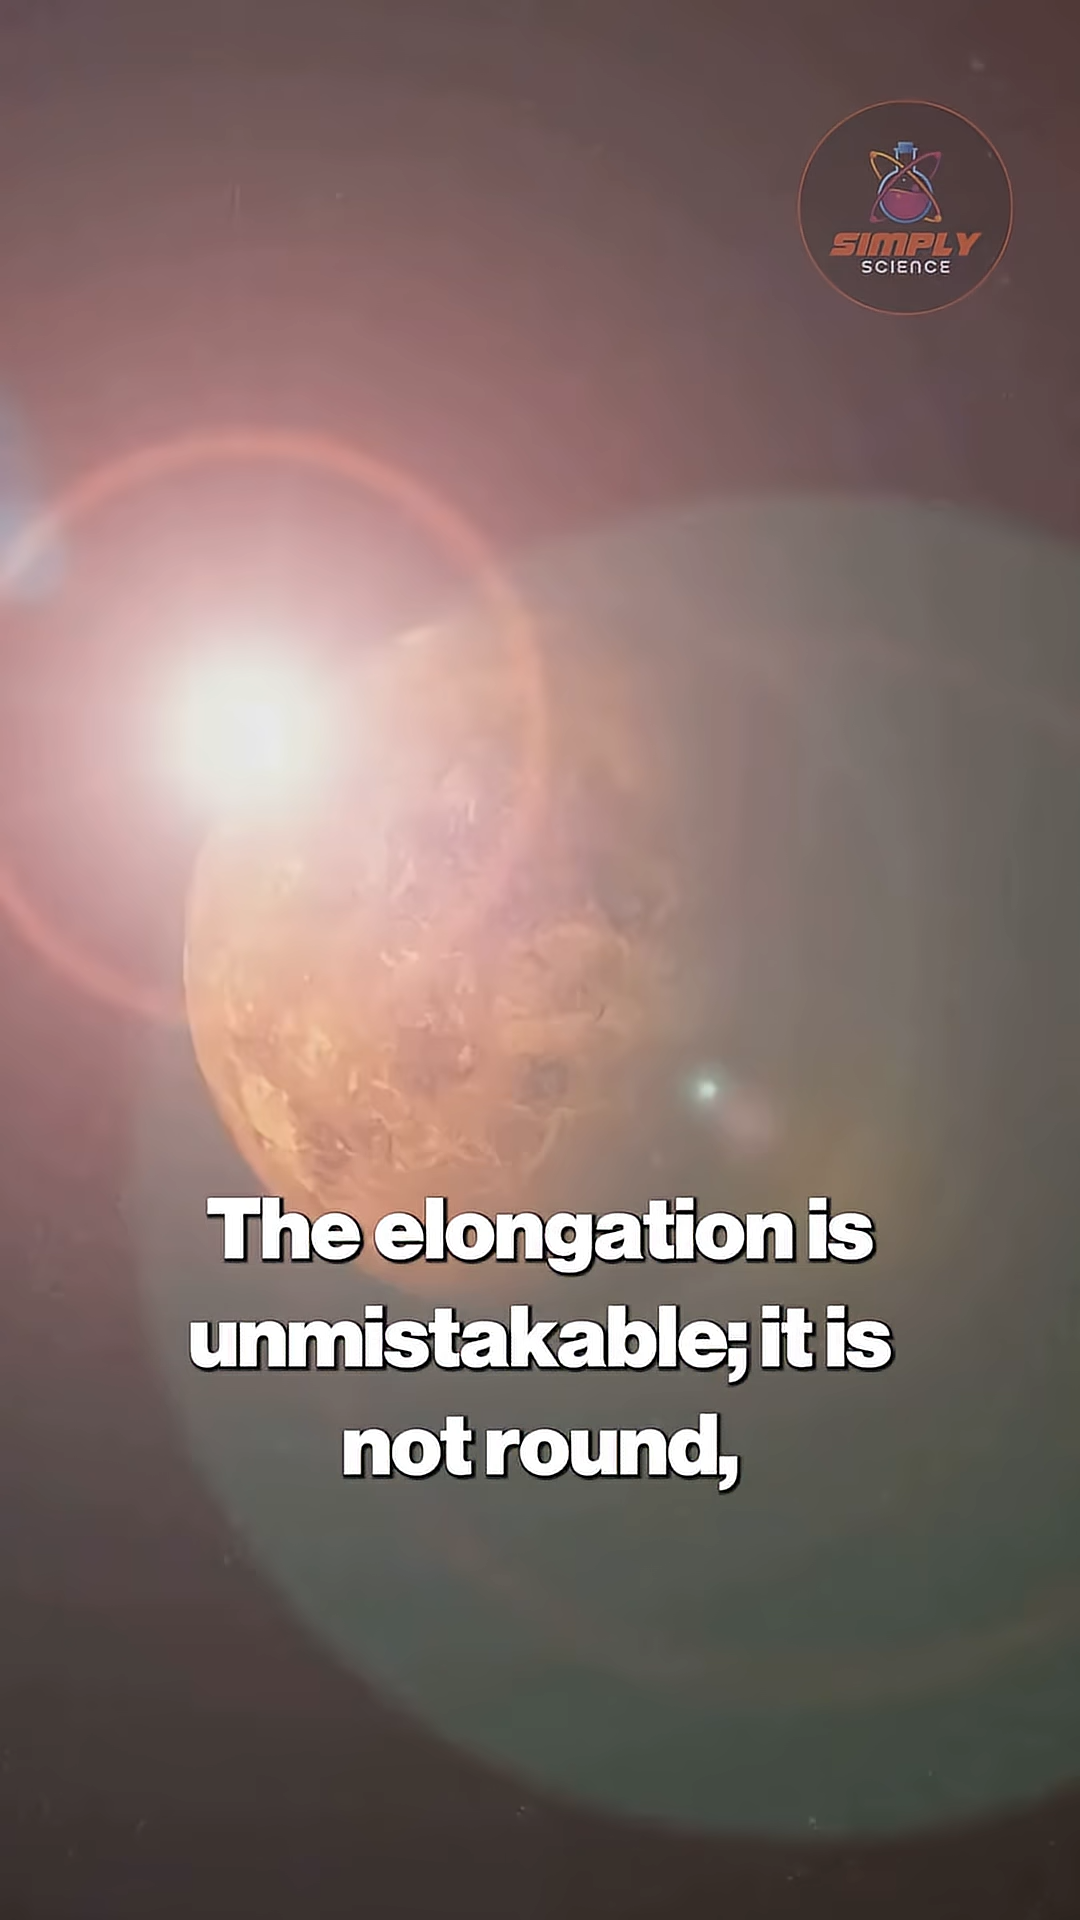 SIMPLY
SCIENCE
The elongation is
unmistakable; it is
not round,